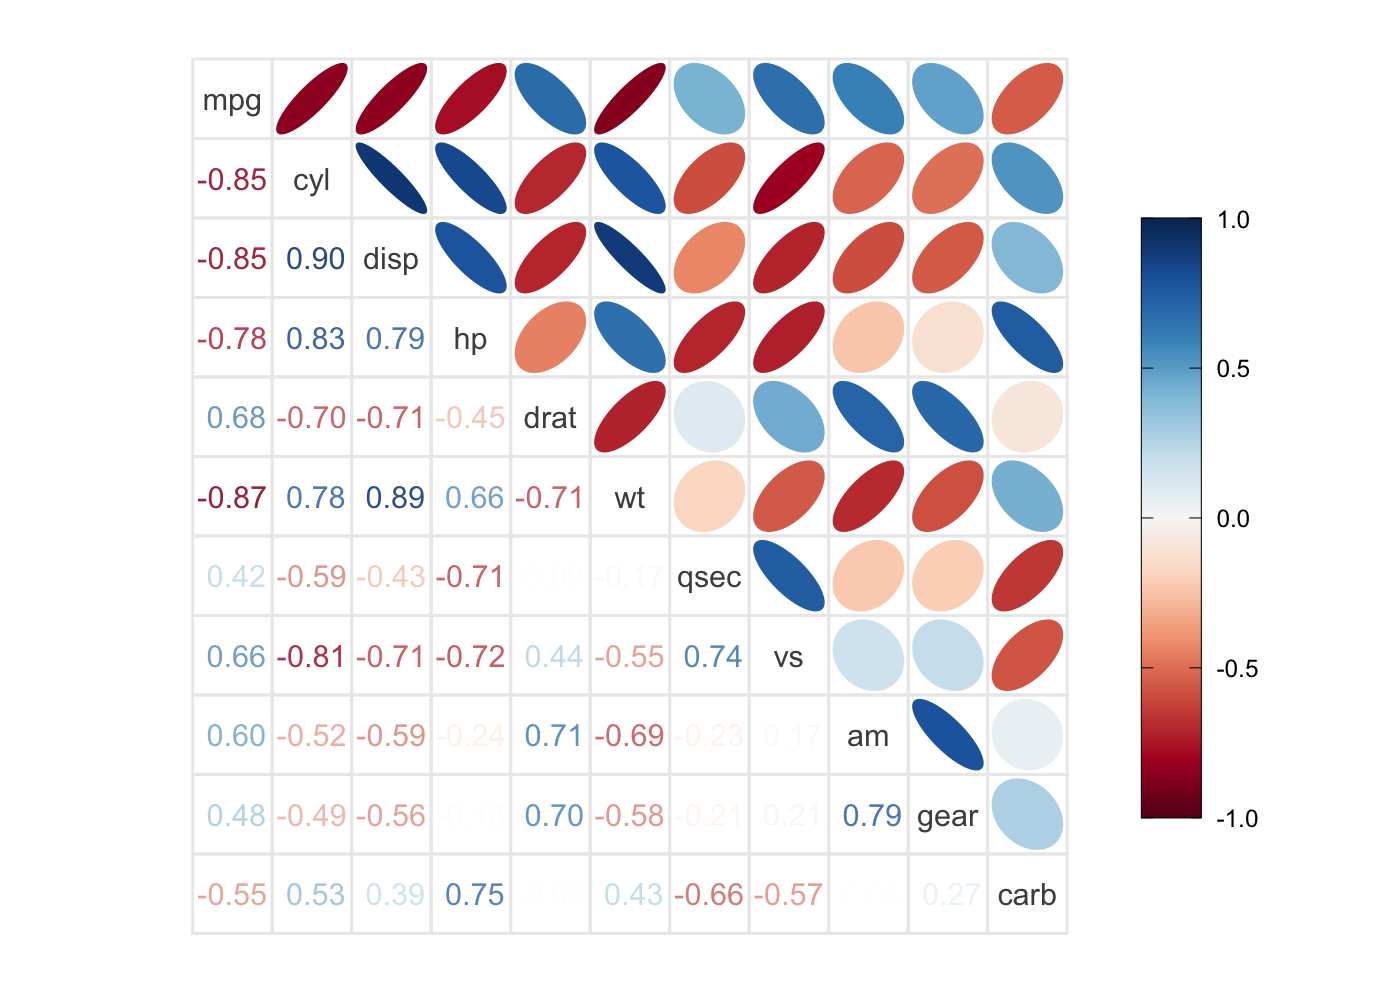 mpg
-0.85 cyl
-0.85 0.90 disp
-0.78 0.83 0.79 hp
0.68 -0.70 -0.71 -0.45 drat
-0.87 0.78 0.89 0.66 -0.71 wt
0.42 -0.59 -0.43 -0.71 -0.17 qsec
0.66 -0.81 -0.71 -0.72 0.44 -0.55 0.74 vs
0.60 -0.52 -0.59 -0.24 0.71 -0.69 -0.23 0.17 am
0.48 -0.49 -0.56 -0.13 0.70 -0.58 -0.21 0.21 0.79 gear
-0.55 0.53 0.39 0.75 0.43 -0.66 -0.57 0.27 carb
1.0
0.5
0.0
-0.5
-1.0